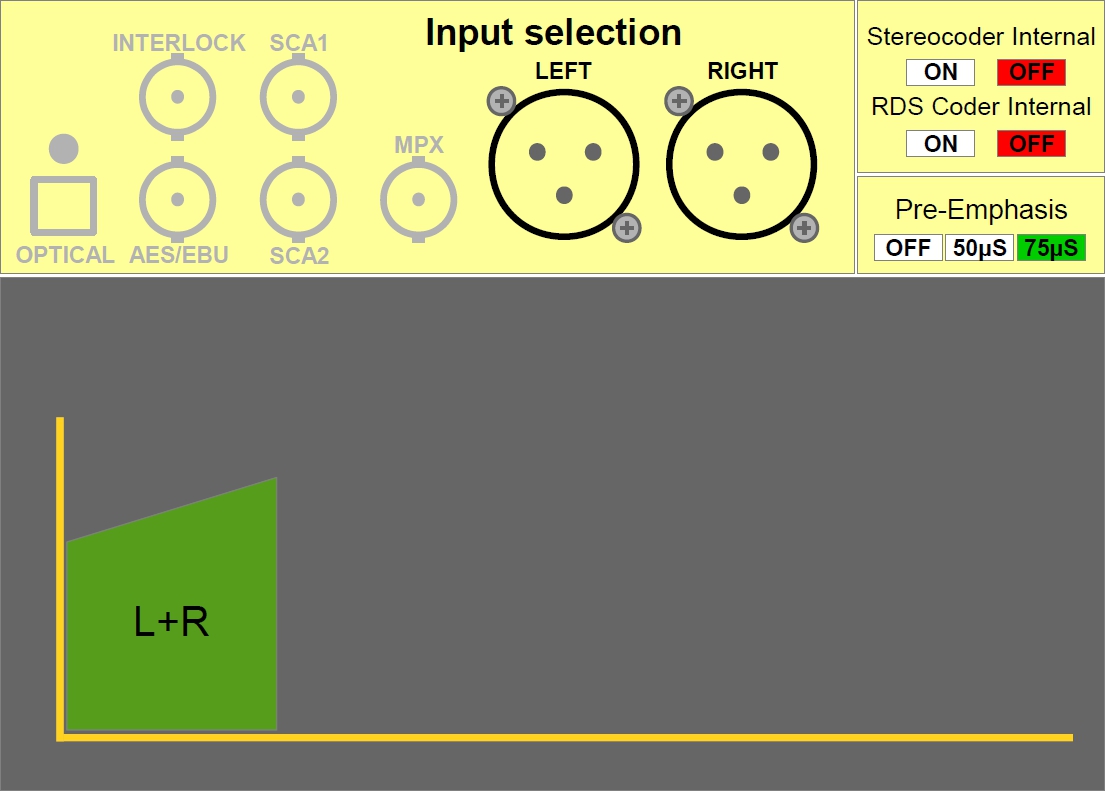 Input selection
INTERLOCK SCA1
LEFT RIGHT
MPX
OPTICAL AES/EBU SCA2
Stereocoder Internal
ON OFF
RDS Coder Internal
ON OFF
Pre-Emphasis
OFF 50µS 75µS
L+R